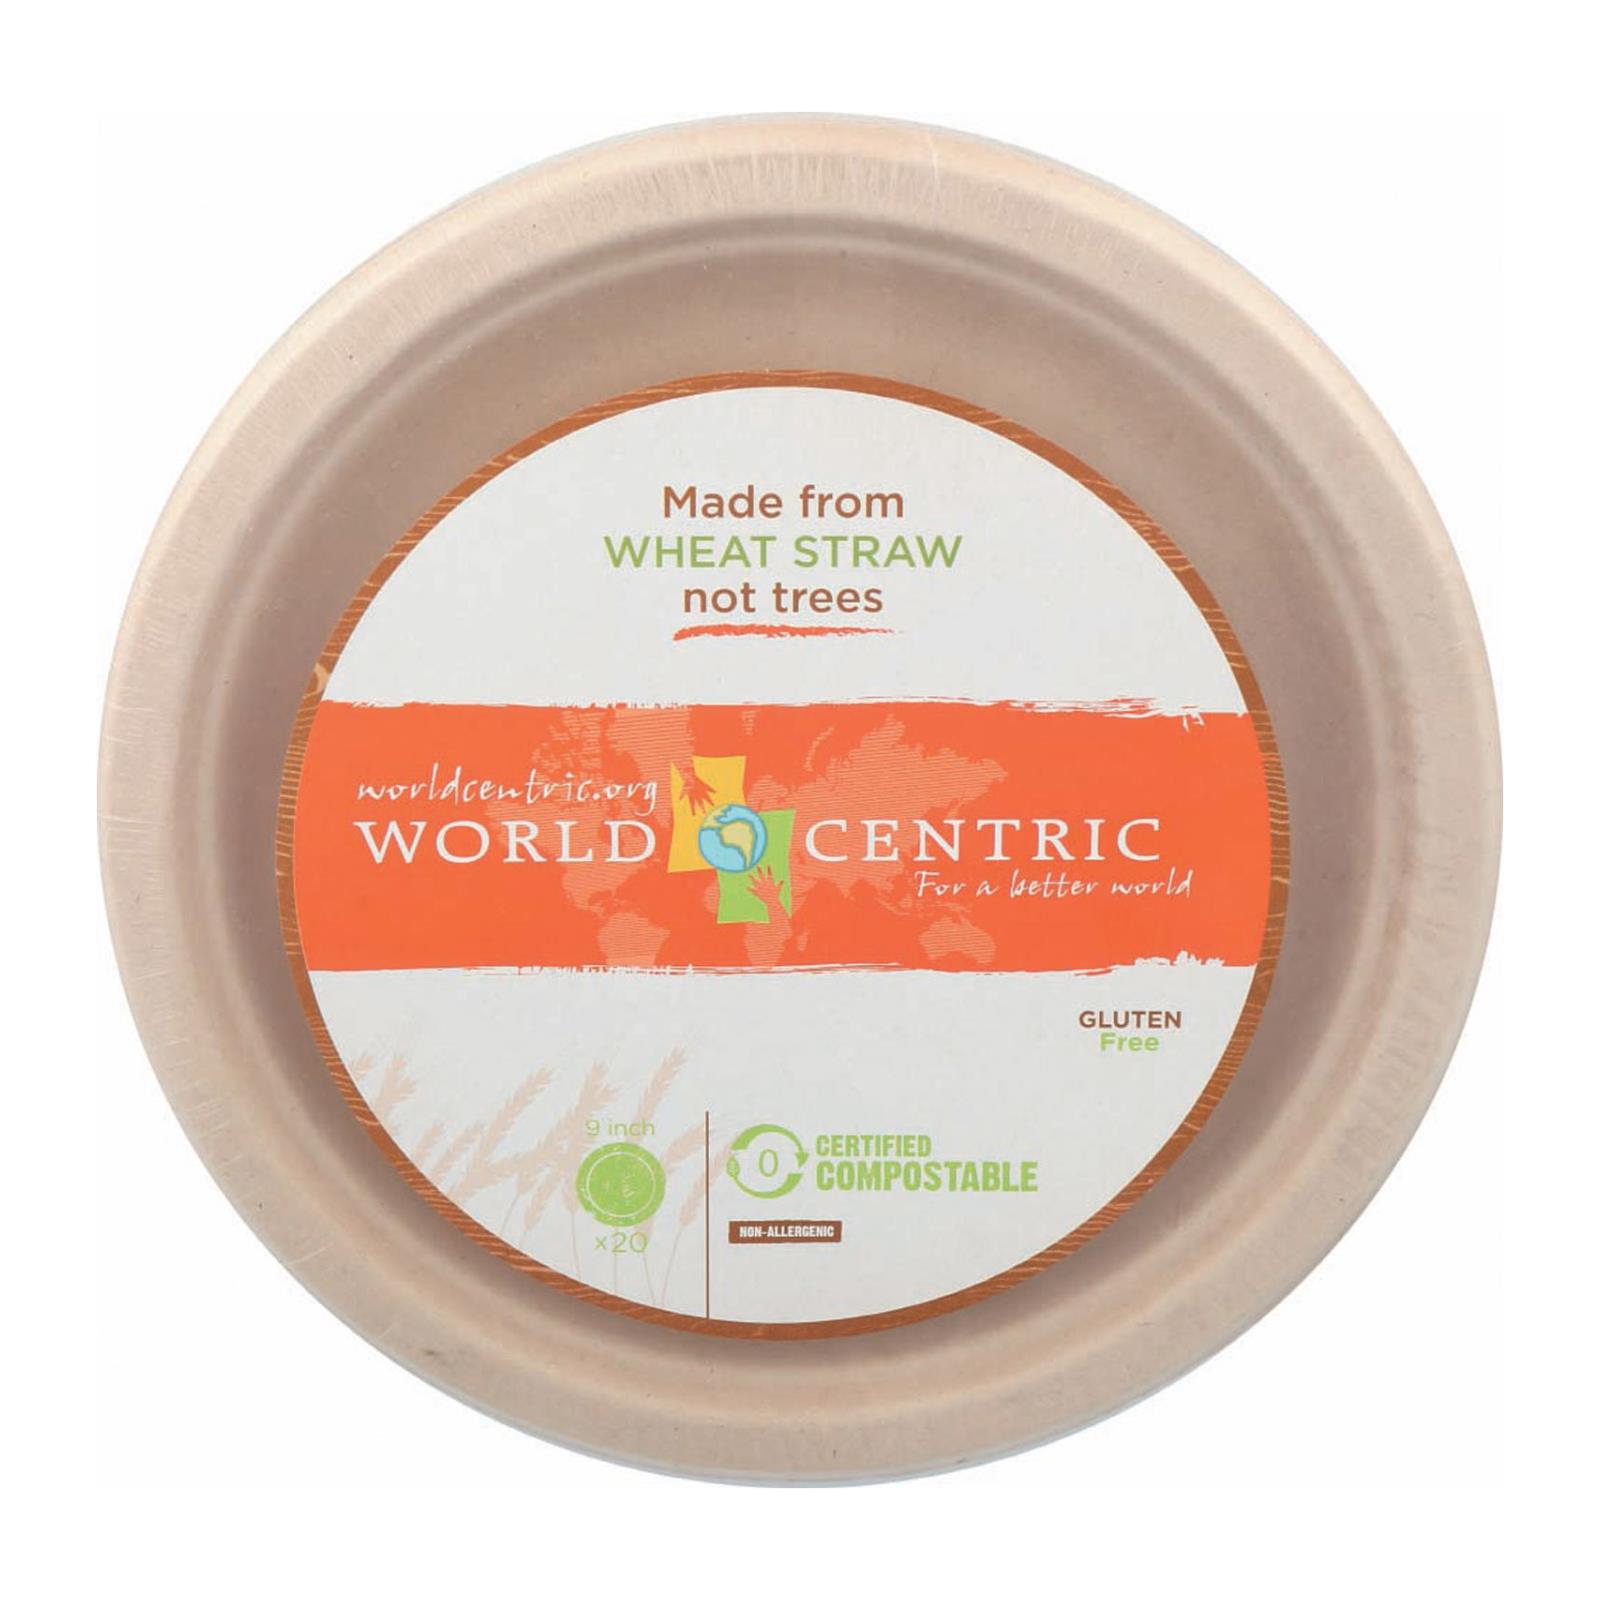 Made from
WHEAT STRAW
not trees
worldcentric.org
WORLD CENTRIC
For a better world
GLUTEN
Free
9 inch
x20
0
CERTIFIED
COMPOSTABLE
NON-ALLERGENIC